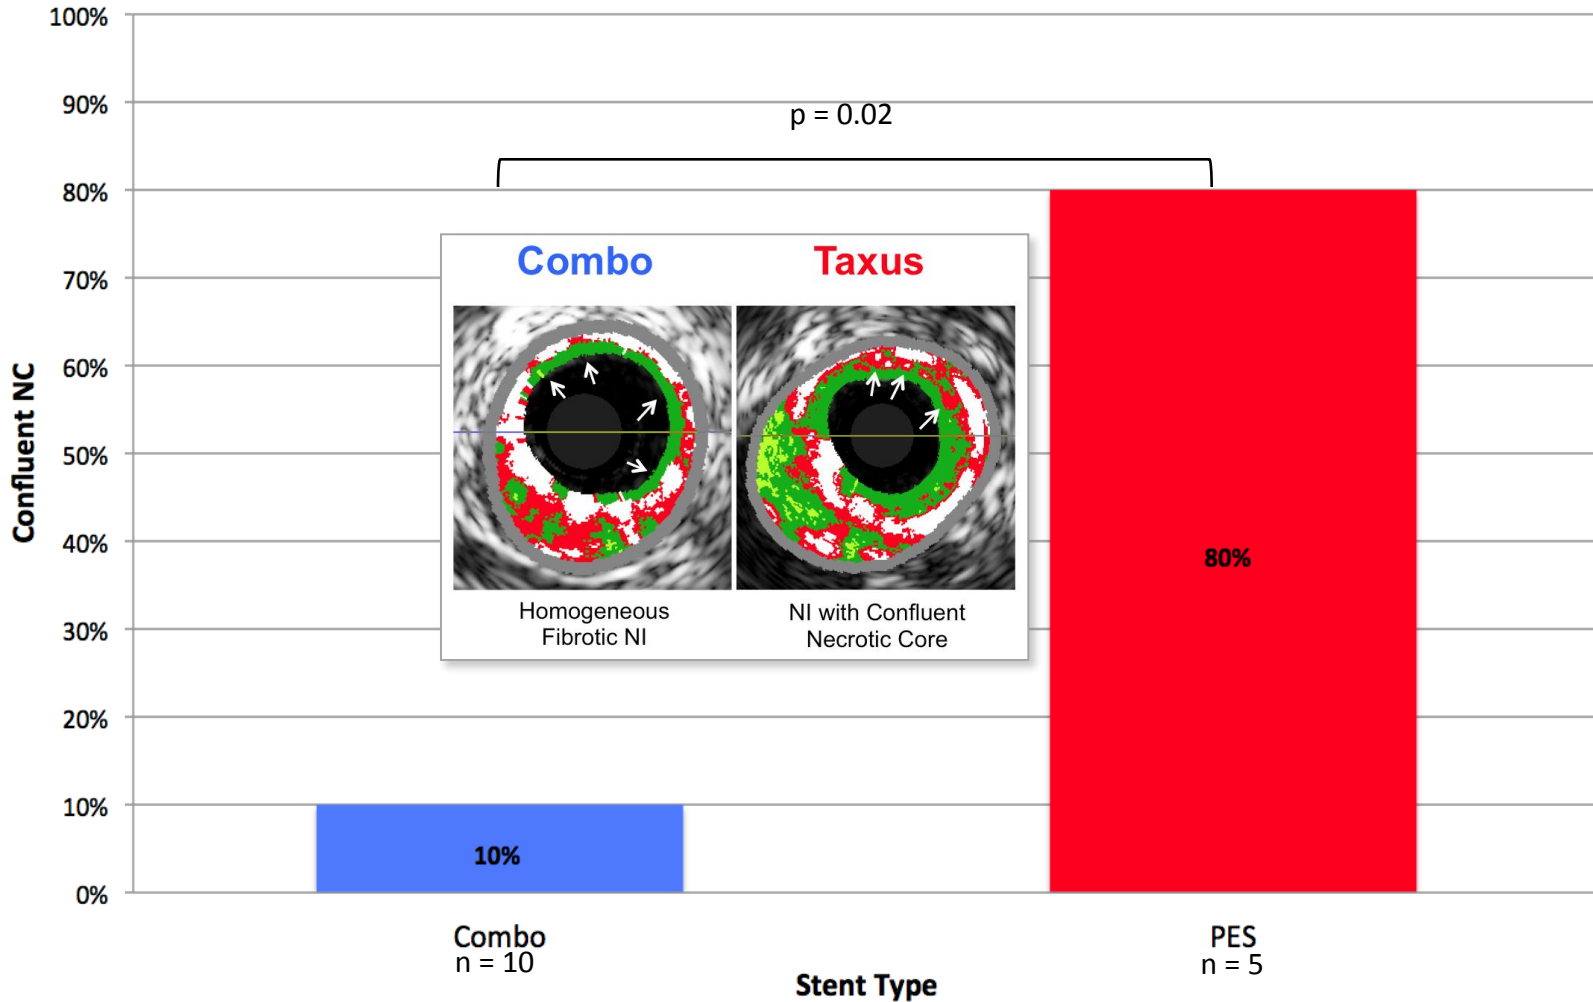 100%
90%
p = 0.02
80%
70%
60%
50%
40%
30%
20%
10%
0%
Confluent NC
Combo
Taxus
Homogeneous
Fibrotic NI
NI with Confluent
Necrotic Core
10%
80%
Combo
n = 10
PES
n = 5
Stent Type